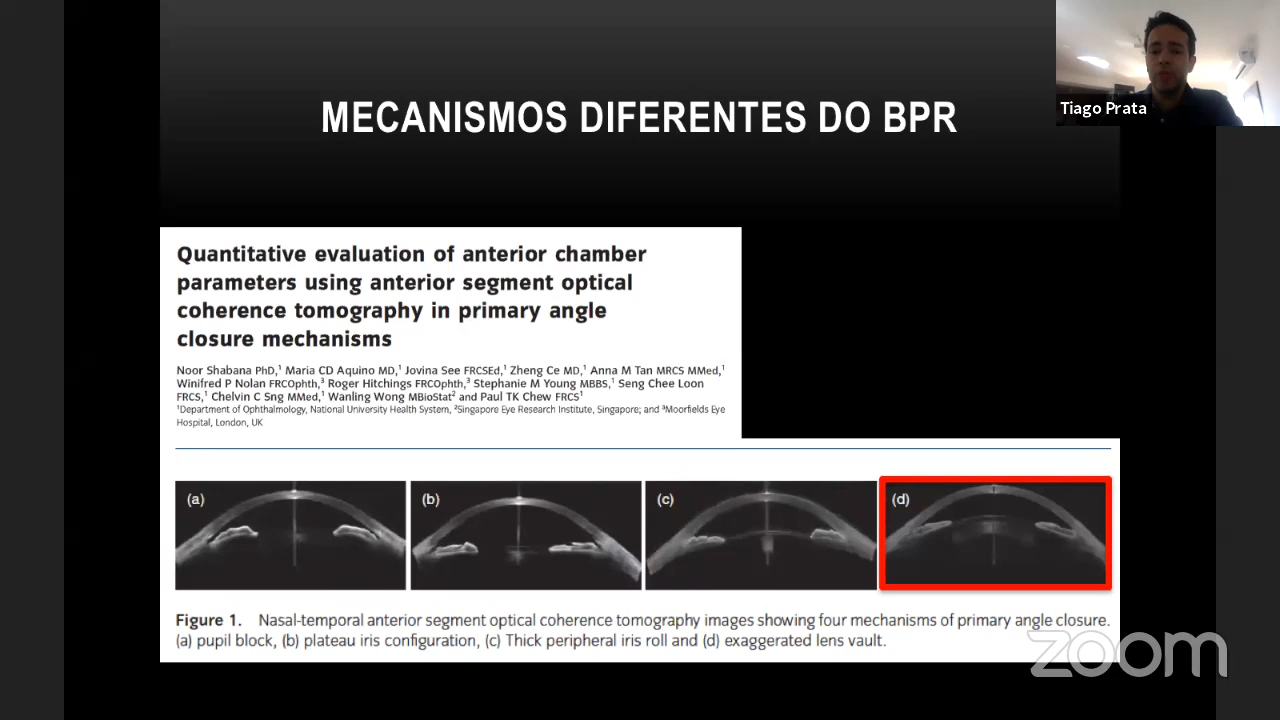 MECANISMOS DIFERENTES DO BPR
Tiago Prata
Quantitative evaluation of anterior chamber
parameters using anterior segment optical
coherence tomography in primary angle
closure mechanisms
Noor Shabana PhD,¹ Maria CD Aquino MD,¹ Jovina See FRCSEd,¹ Zheng Ce MD,¹ Anna M Tan MRCS MMed,¹
Winifred P Nolan FRCOphth,³ Roger Hitchings FRCOphth,³ Stephanie M Young MBBS,¹ Seng Chee Loon
FRCS,¹ Chelvin C Sng MMed,¹ Wanling Wong MBioStat² and Paul TK Chew FRCS¹
¹Department of Ophthalmology, National University Health System, ²Singapore Eye Research Institute, Singapore; and ³Moorfields Eye
Hospital, London, UK
(a) (b) (c) (d)
Figure 1. Nasal-temporal anterior segment optical coherence tomography images showing four mechanisms of primary angle closure.
(a) pupil block, (b) plateau iris configuration, (c) Thick peripheral iris roll and (d) exaggerated lens vault.
zoom